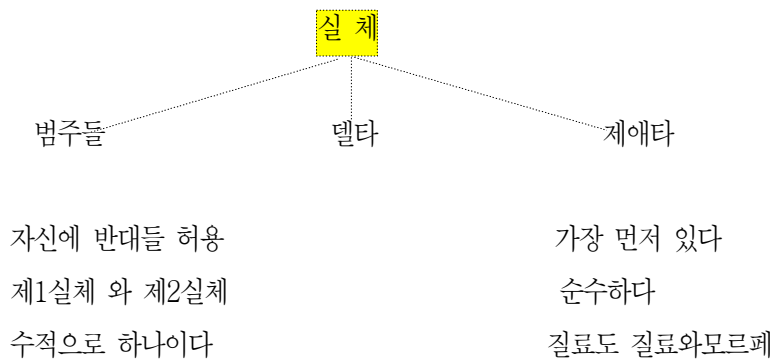 실 체
범주들 델타 제애타
자신에 반대들 허용 가장 먼저 있다
제1실체 와 제2실체 순수하다
수적으로 하나이다 질료도 질료와모르페